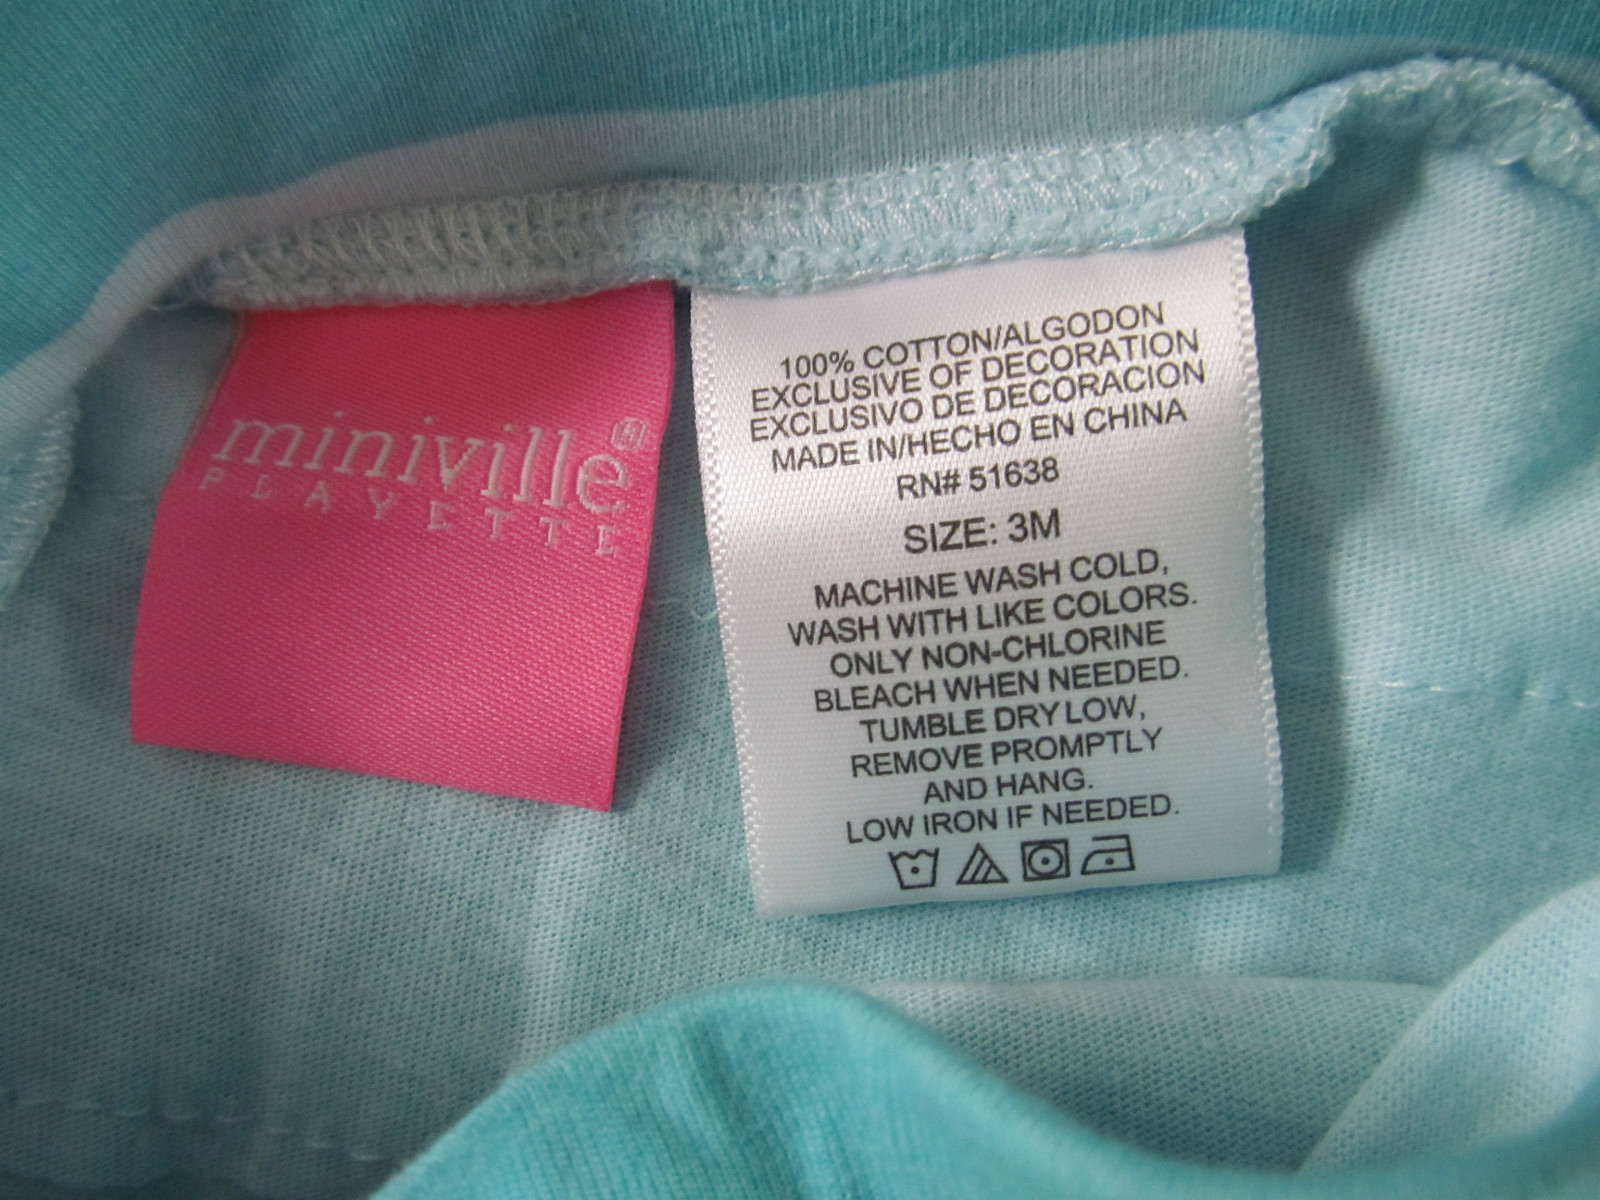 miniville®
PLAYETTE
100% COTTON/ALGODON
EXCLUSIVE OF DECORATION
EXCLUSIVO DE DECORACION
MADE IN/HECHO EN CHINA
RN# 51638
SIZE: 3M
MACHINE WASH COLD,
WASH WITH LIKE COLORS.
ONLY NON-CHLORINE
BLEACH WHEN NEEDED.
TUMBLE DRY LOW,
REMOVE PROMPTLY
AND HANG.
LOW IRON IF NEEDED.